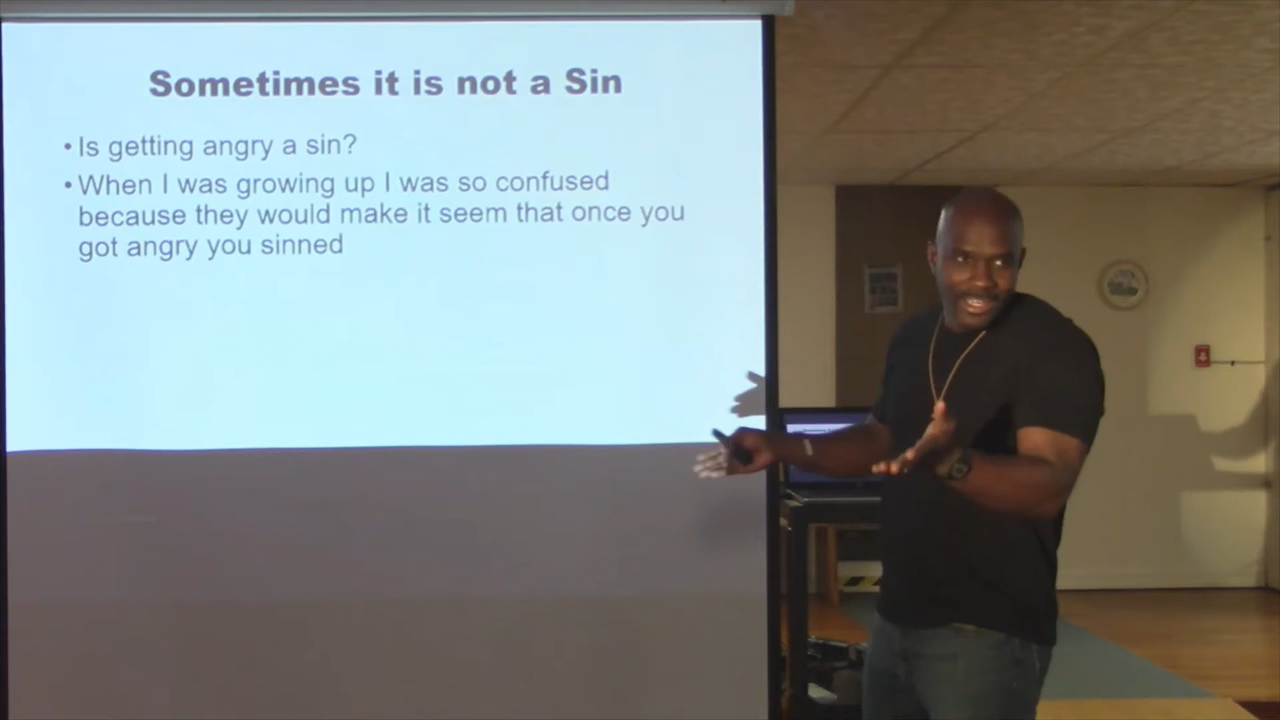 Sometimes it is not a Sin
• Is getting angry a sin?
• When I was growing up I was so confused
because they would make it seem that once you
got angry you sinned